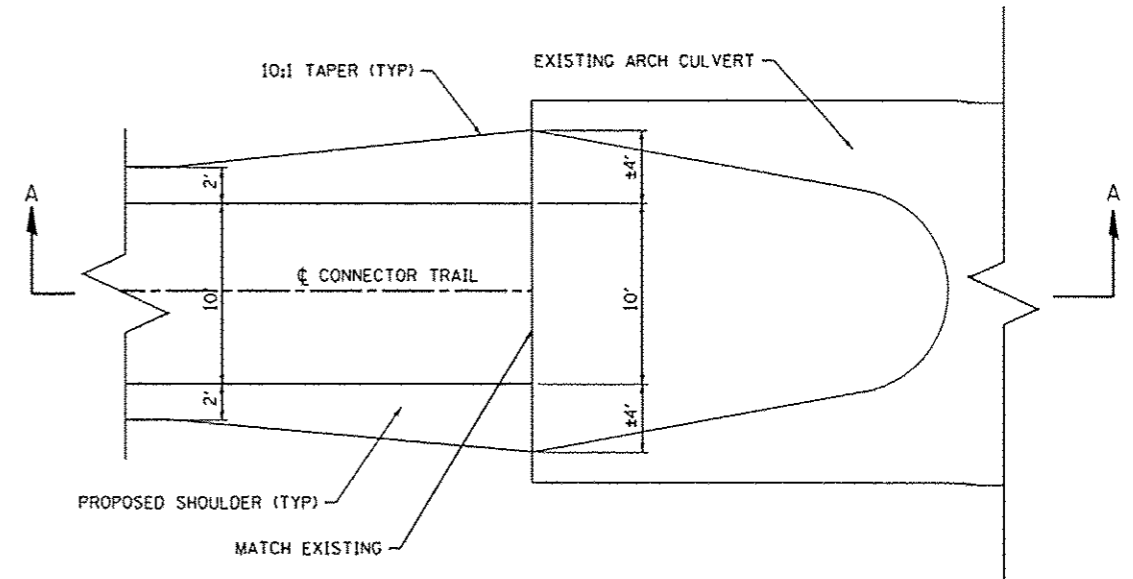 10:1 TAPER (TYP)
EXISTING ARCH CULVERT
A
A
2'
±4'
℄ CONNECTOR TRAIL
10'
10'
2'
±4'
PROPOSED SHOULDER (TYP)
MATCH EXISTING